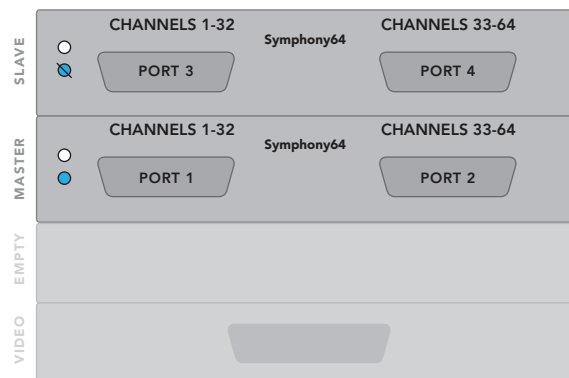 SLAVE
CHANNELS 1-32
Symphony64
CHANNELS 33-64
PORT 3
PORT 4
MASTER
CHANNELS 1-32
Symphony64
CHANNELS 33-64
PORT 1
PORT 2
EMPTY
VIDEO